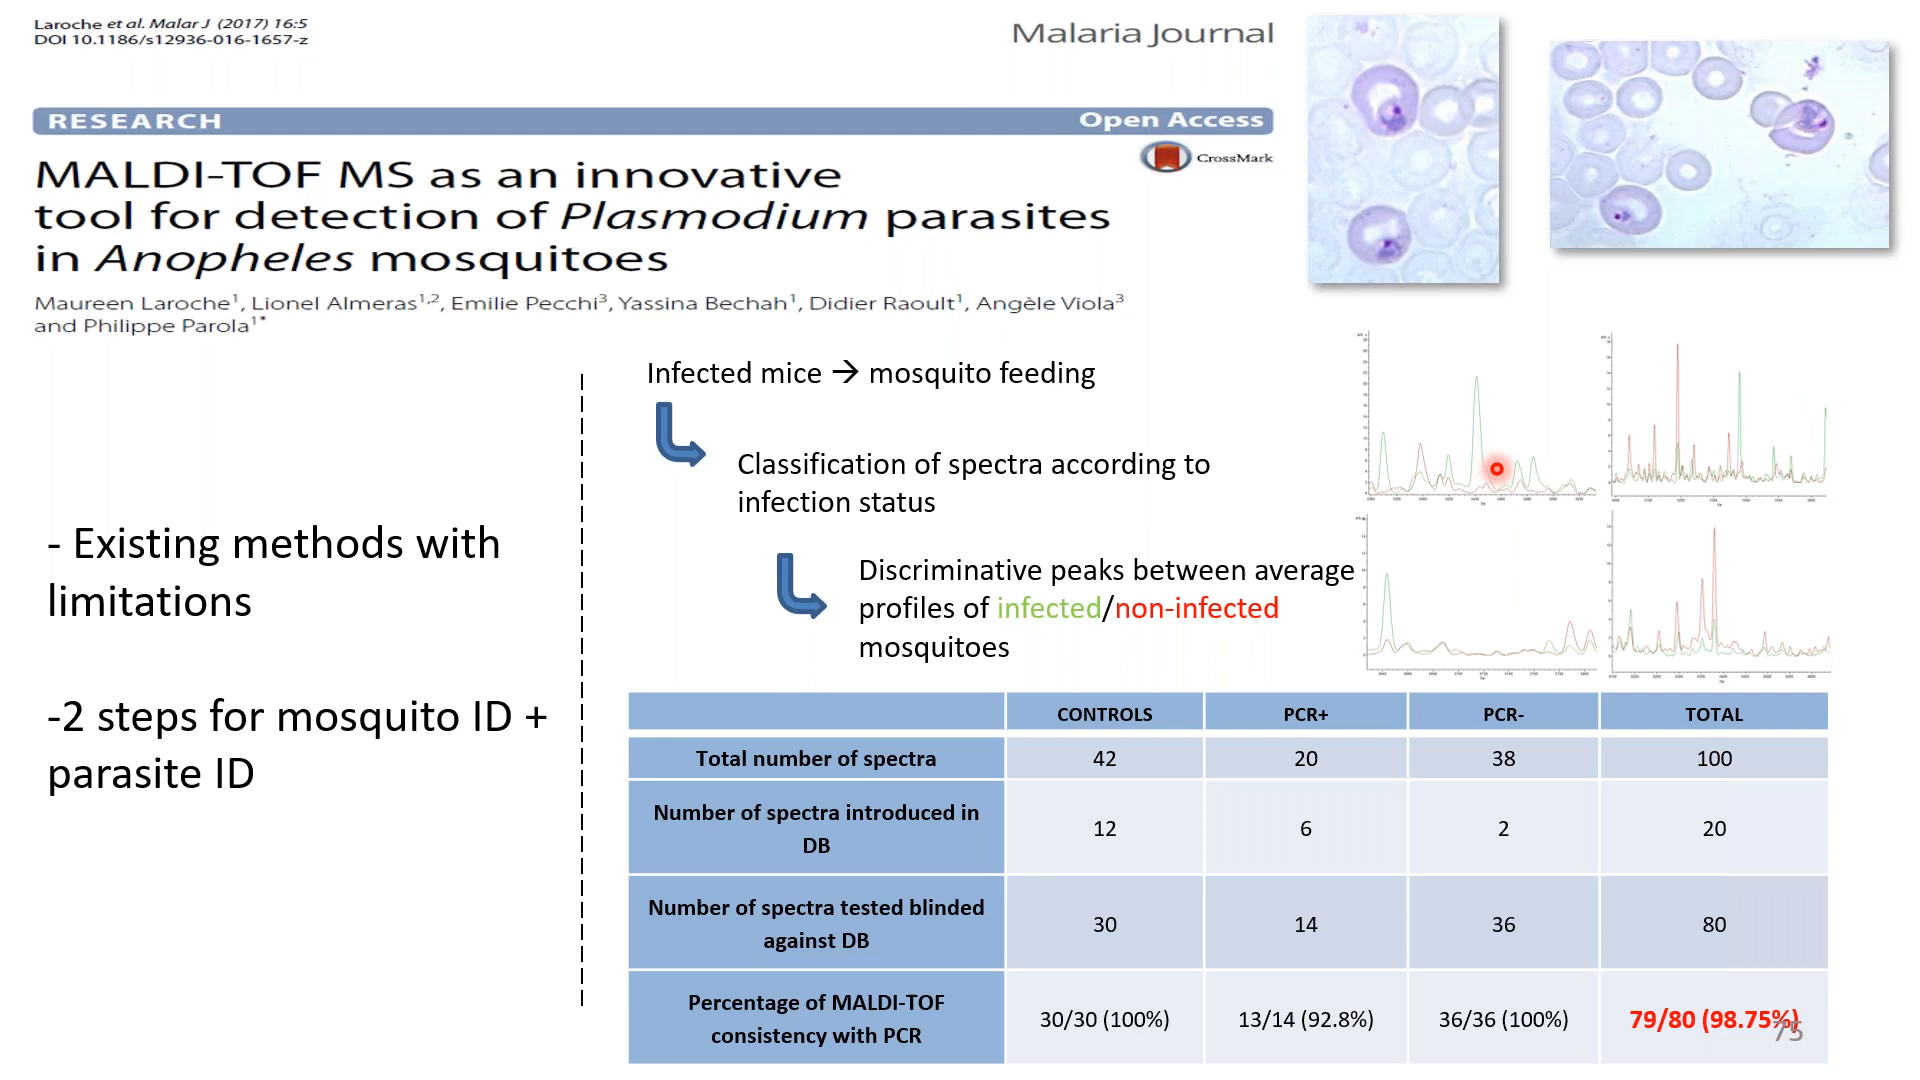 Laroche et al. Malar J (2017) 16:5
DOI 10.1186/s12936-016-1657-z
Malaria Journal
RESEARCH
Open Access
CrossMark
MALDI-TOF MS as an innovative
tool for detection of Plasmodium parasites
in Anopheles mosquitoes
Maureen Laroche1, Lionel Almeras1,2, Emilie Pecchi3, Yassina Bechah1, Didier Raoult1, Angèle Viola3
and Philippe Parola1*
- Existing methods with
limitations
-2 steps for mosquito ID +
parasite ID
Infected mice → mosquito feeding
Classification of spectra according to
infection status
Discriminative peaks between average
profiles of infected/non-infected
mosquitoes
CONTROLS PCR+ PCR- TOTAL
Total number of spectra 42 20 38 100
Number of spectra introduced in
DB 12 6 2 20
Number of spectra tested blinded
against DB 30 14 36 80
Percentage of MALDI-TOF
consistency with PCR 30/30 (100%) 13/14 (92.8%) 36/36 (100%) 79/80 (98.75%)
75